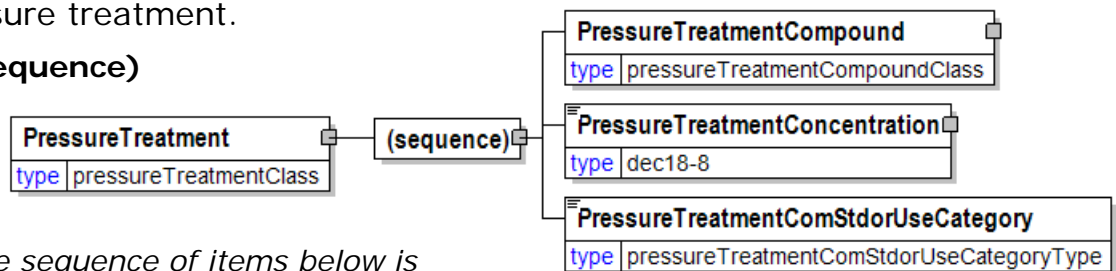 sure treatment.
equence)
PressureTreatment
type pressureTreatmentClass
(sequence)
PressureTreatmentCompound
type pressureTreatmentCompoundClass
PressureTreatmentConcentration
type dec18-8
PressureTreatmentComStdorUseCategory
type pressureTreatmentComStdorUseCategoryType
e sequence of items below is